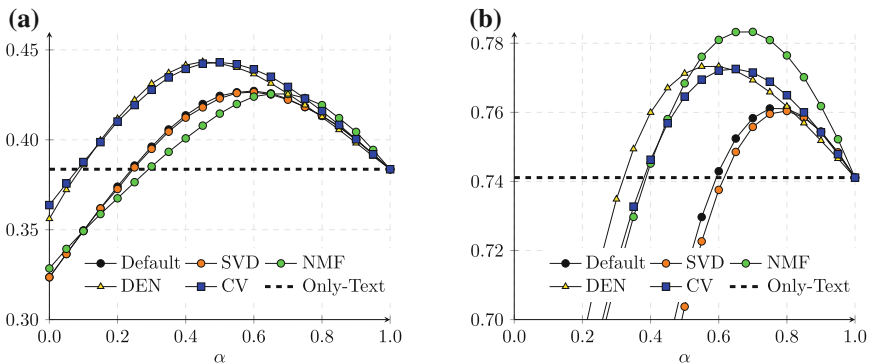 (a)
0.45
0.40
0.35
0.30
Default SVD NMF
DEN CV Only-Text
0.0 0.2 0.4 0.6 0.8 1.0
α
(b)
0.78
0.76
0.74
0.72
0.70
Default SVD NMF
DEN CV Only-Text
0.0 0.2 0.4 0.6 0.8 1.0
α